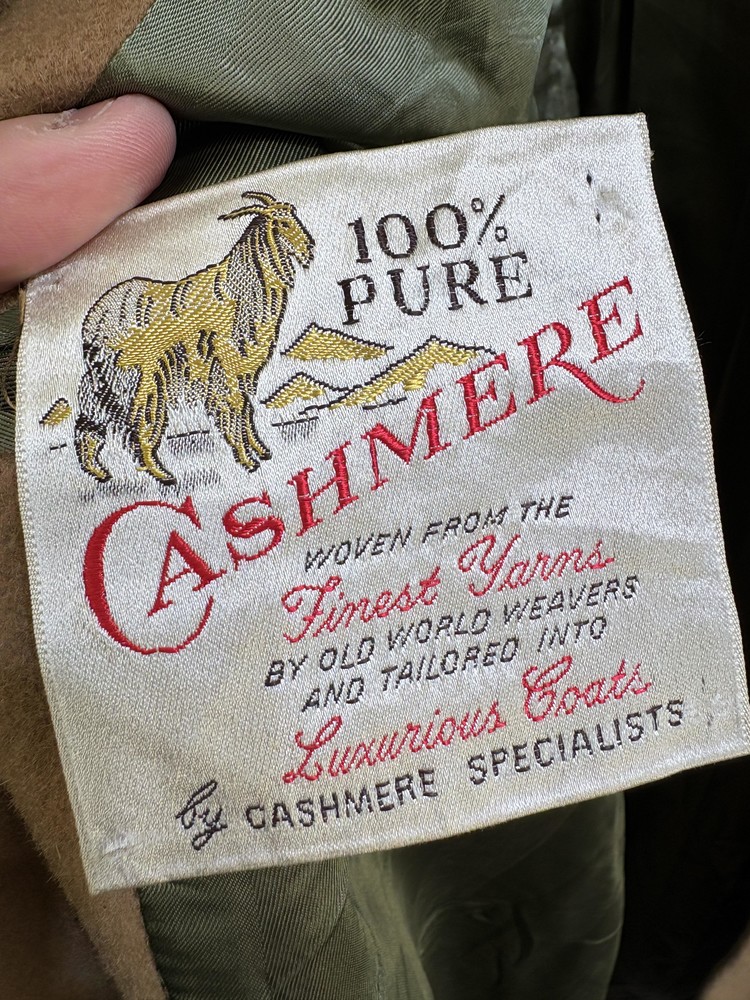 100%
PURE
CASHMERE
WOVEN FROM THE
Finest Yarns
BY OLD WORLD WEAVERS
AND TAILORED INTO
Luxurious Coats
by CASHMERE SPECIALISTS